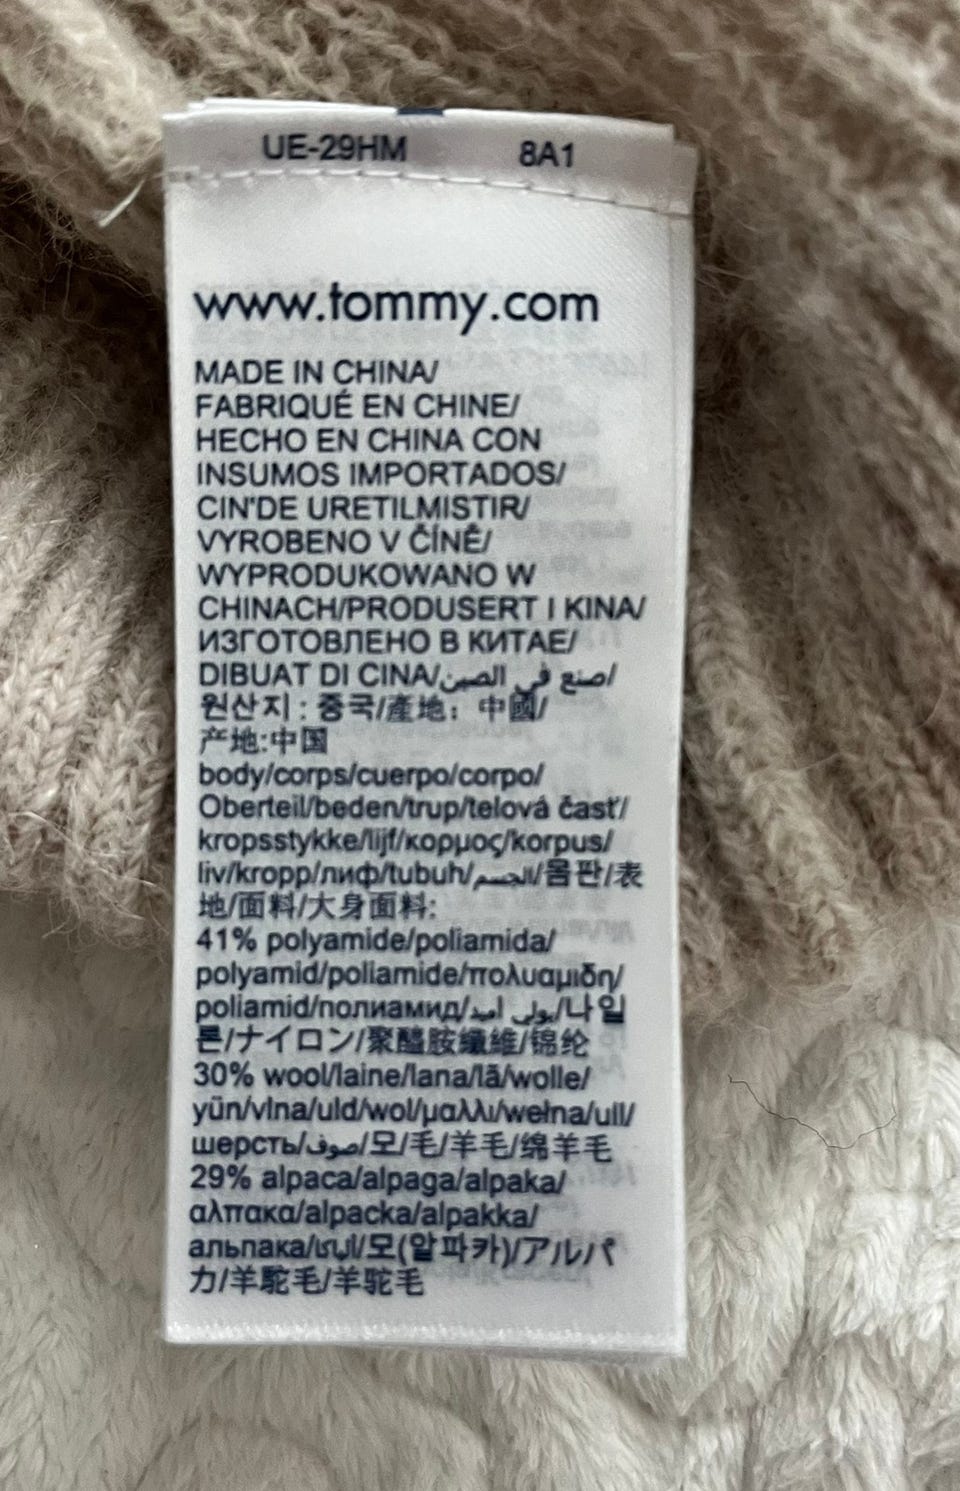 UE-29HM 8A1
www.tommy.com
MADE IN CHINA/
FABRIQUÉ EN CHINE/
HECHO EN CHINA CON
INSUMOS IMPORTADOS/
CIN'DE URETILMISTIR/
VYROBENO V ČÍNĚ/
WYPRODUKOWANO W
CHINACH/PRODUSERT I KINA/
ИЗГОТОВЛЕНО В КИТАЕ/
DIBUAT DI CINA/صنع في الصين/
원산지 : 중국/產地：中國/
产地:中国
body/corps/cuerpo/corpo/
Oberteil/beden/trup/telová časť/
kropsstykke/lijf/κορμος/korpus/
liv/kropp/лиф/tubuh/الجسم/몸판/表
地/面料/大身面料:
41% polyamide/poliamida/
polyamid/poliamide/πολυαμιδη/
poliamid/полиамид/بولي اميد/나일
론/ナイロン/聚醯胺纖維/锦纶
30% wool/laine/lana/lã/wolle/
yün/vlna/uld/wol/μαλλι/wełna/ull/
шерсть/صوف/모/毛/羊毛/绵羊毛
29% alpaca/alpaga/alpaka/
αλπακα/alpacka/alpakka/
альпака/الباكا/모(알파카)/アルパ
カ/羊駝毛/羊驼毛